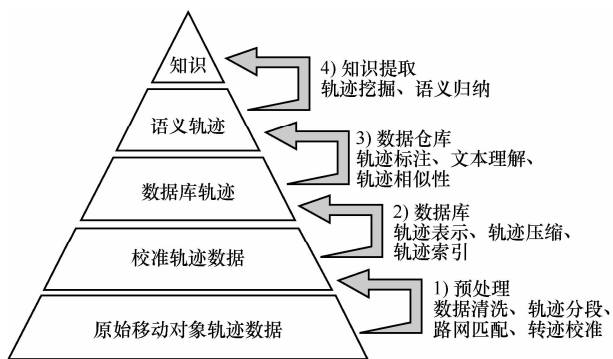 知识
4) 知识提取
轨迹挖掘、语义归纳
语义轨迹
3) 数据仓库
轨迹标注、文本理解、
轨迹相似性
数据库轨迹
2) 数据库
轨迹表示、轨迹压缩、
轨迹索引
校准轨迹数据
1) 预处理
数据清洗、轨迹分段、
路网匹配、转迹校准
原始移动对象轨迹数据